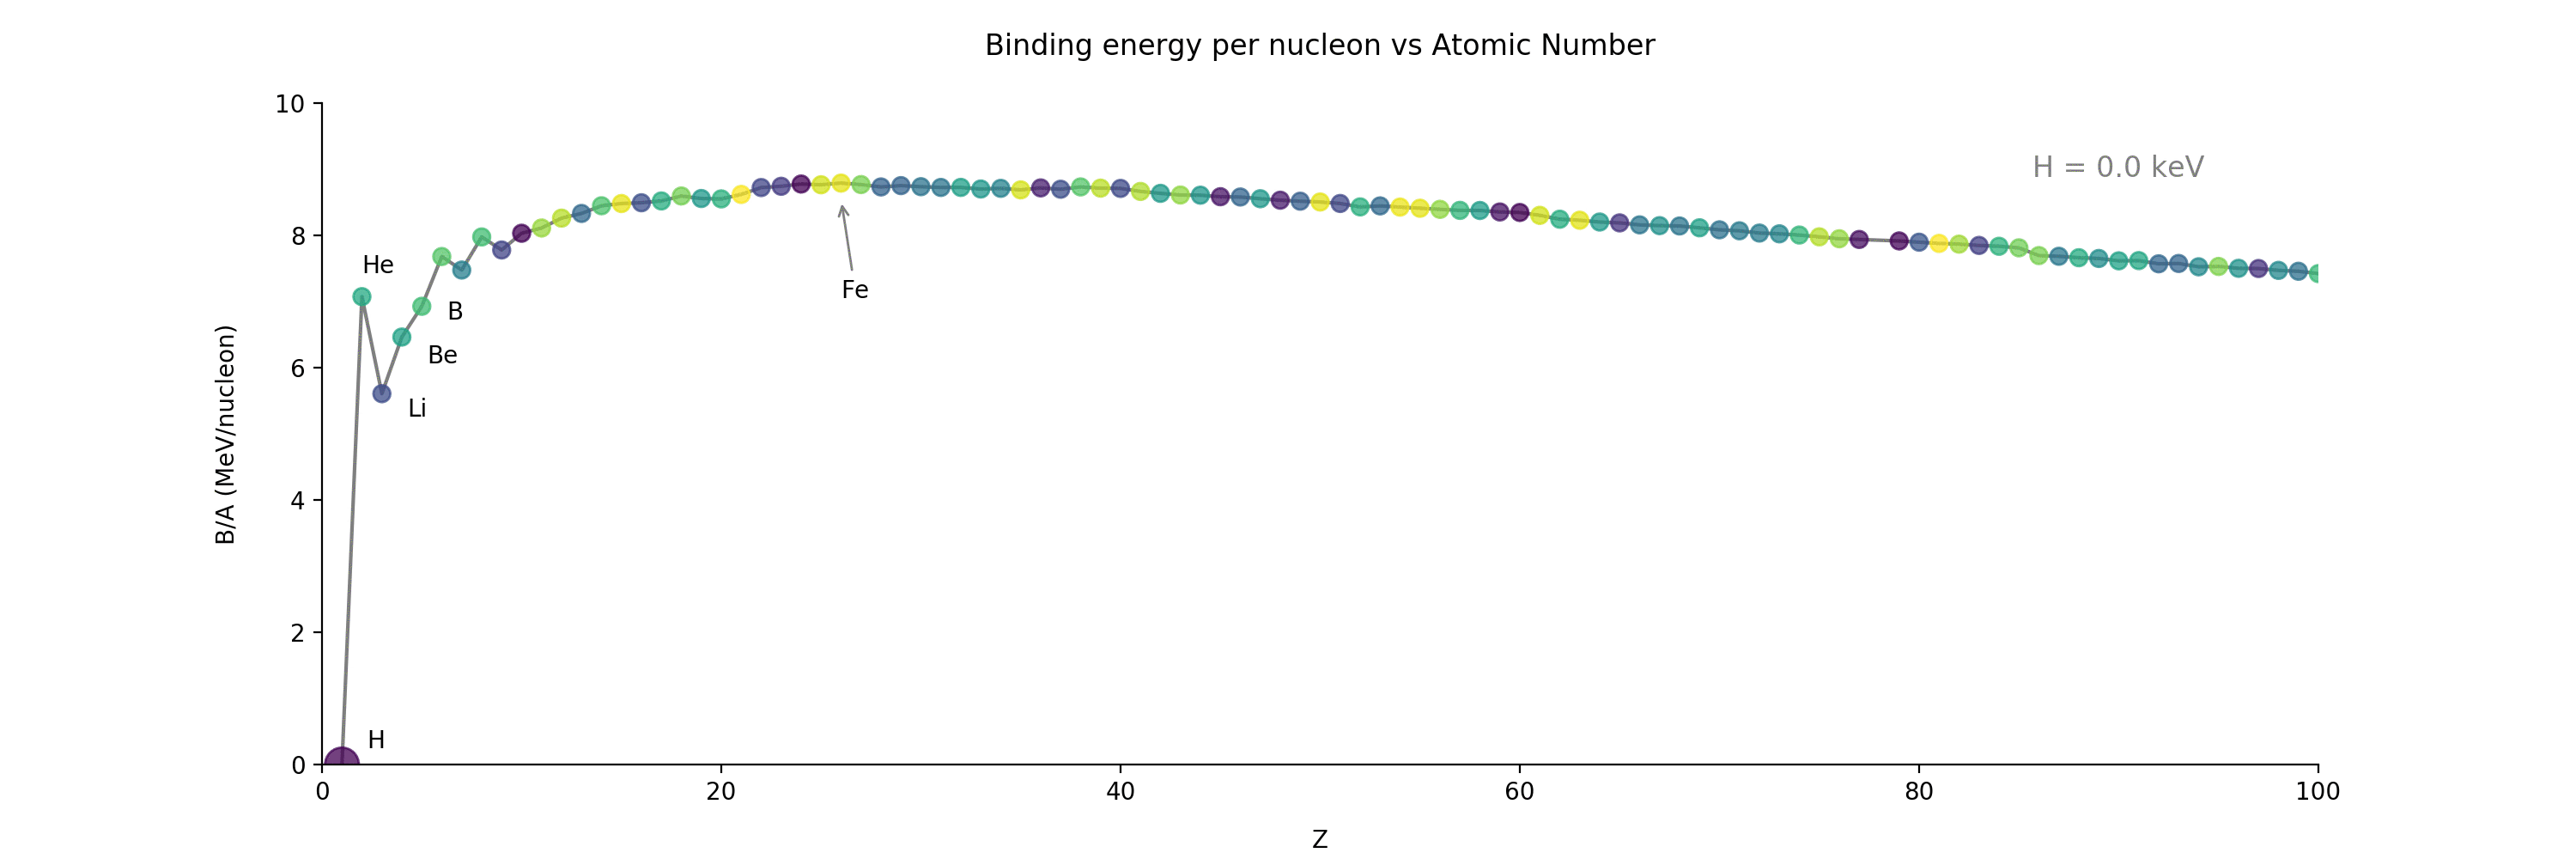 Binding energy per nucleon vs Atomic Number
10
H = 0.0 keV
8
He
Fe
B
Be
6
Li
B/A (MeV/nucleon)
4
2
H
0
0 20 40 60 80 100
Z